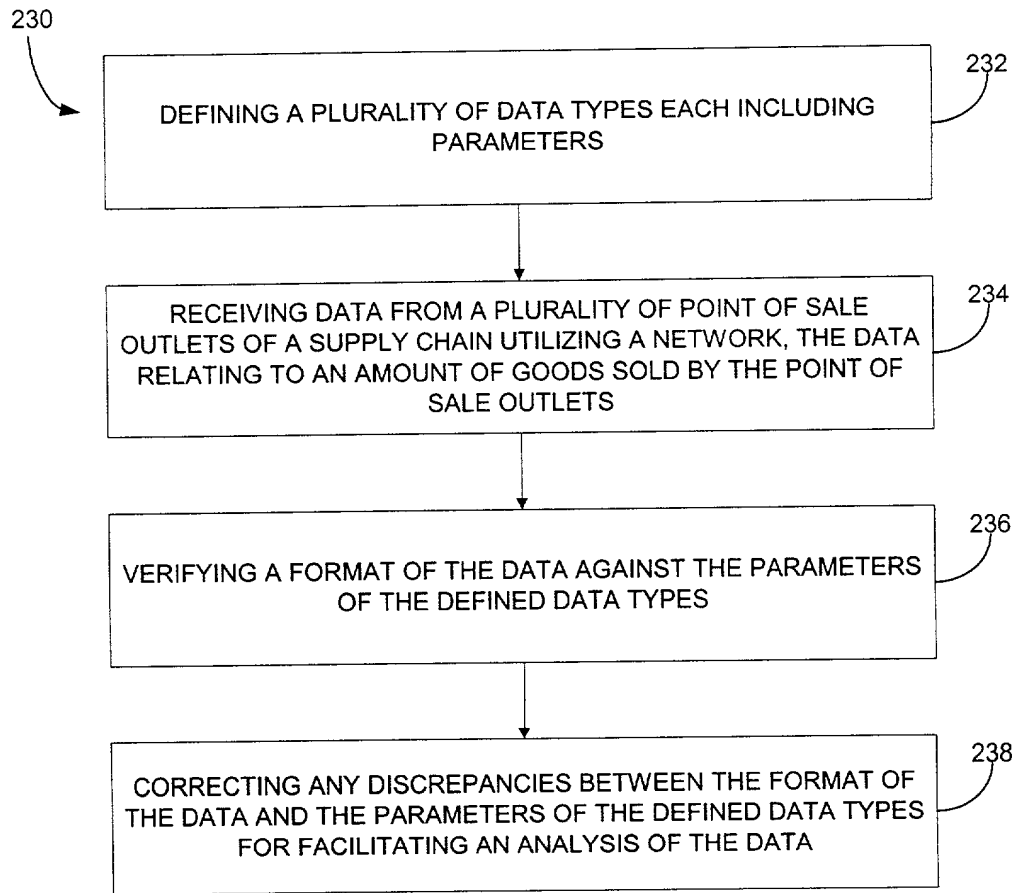 230
232
DEFINING A PLURALITY OF DATA TYPES EACH INCLUDING
PARAMETERS
234
RECEIVING DATA FROM A PLURALITY OF POINT OF SALE
OUTLETS OF A SUPPLY CHAIN UTILIZING A NETWORK, THE DATA
RELATING TO AN AMOUNT OF GOODS SOLD BY THE POINT OF
SALE OUTLETS
236
VERIFYING A FORMAT OF THE DATA AGAINST THE PARAMETERS
OF THE DEFINED DATA TYPES
238
CORRECTING ANY DISCREPANCIES BETWEEN THE FORMAT OF
THE DATA AND THE PARAMETERS OF THE DEFINED DATA TYPES
FOR FACILITATING AN ANALYSIS OF THE DATA